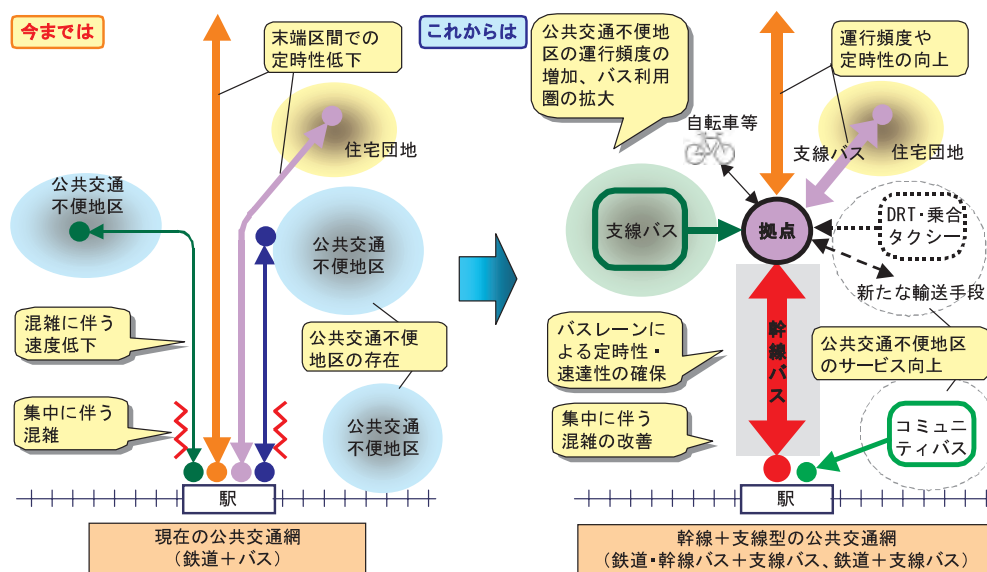 今までは
末端区間での
定時性低下
住宅団地
公共交通
不便地区
公共交通
不便地区
混雑に伴う
速度低下
公共交通不便
地区の存在
集中に伴う
混雑
公共交通
不便地区
駅
現在の公共交通網
(鉄道+バス)
これからは
公共交通不便地
区の運行頻度の
増加、バス利用
圏の拡大
運行頻度や
定時性の向上
自転車等
支線バス
住宅団地
支線バス
拠点
DRT・乗合
タクシー
新たな輸送手段
バスレーンに
よる定時性・
速達性の確保
幹線バス
公共交通不便地区
のサービス向上
集中に伴う
混雑の改善
コミュニ
ティバス
駅
幹線+支線型の公共交通網
(鉄道・幹線バス+支線バス、鉄道+支線バス)